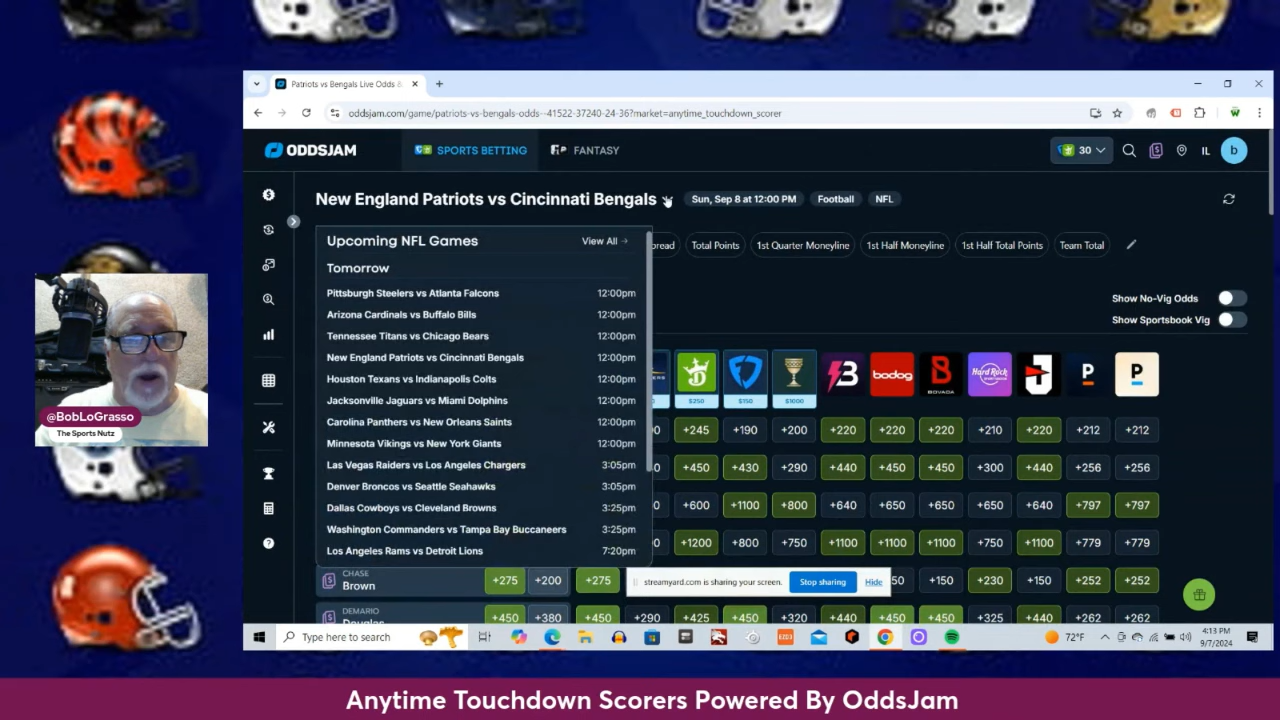 Patriots vs Bengals Live Odds &
oddsjam.com/game/patriots-vs-bengals-odds--41522-37240-24-36?market=anytime_touchdown_scorer
ODDSJAM
SPORTS BETTING
FANTASY
30
IL
b
New England Patriots vs Cincinnati Bengals
Sun, Sep 8 at 12:00 PM
Football
NFL
Upcoming NFL Games
View All
Total Points
1st Quarter Moneyline
1st Half Moneyline
1st Half Total Points
Team Total
Tomorrow
Pittsburgh Steelers vs Atlanta Falcons 12:00pm
Arizona Cardinals vs Buffalo Bills 12:00pm
Tennessee Titans vs Chicago Bears 12:00pm
New England Patriots vs Cincinnati Bengals 12:00pm
Houston Texans vs Indianapolis Colts 12:00pm
Jacksonville Jaguars vs Miami Dolphins 12:00pm
Carolina Panthers vs New Orleans Saints 12:00pm
Minnesota Vikings vs New York Giants 12:00pm
Las Vegas Raiders vs Los Angeles Chargers 3:05pm
Denver Broncos vs Seattle Seahawks 3:05pm
Dallas Cowboys vs Cleveland Browns 3:25pm
Washington Commanders vs Tampa Bay Buccaneers 3:25pm
Los Angeles Rams vs Detroit Lions 7:20pm
Show No-Vig Odds
Show Sportsbook Vig
bodog
BOVADA
Hard Rock
$250 $150 $1000
+245 +190 +200 +220 +220 +220 +210 +220 +212 +212
+450 +430 +290 +440 +450 +450 +300 +440 +256 +256
+600 +1100 +800 +640 +650 +650 +650 +640 +797 +797
+1200 +800 +750 +1100 +1100 +1100 +750 +1100 +779 +779
CHASE
Brown
+275 +200 +275 +150 +230 +150 +252 +252
streamyard.com is sharing your screen.
Stop sharing
Hide
DEMARIO
Douglas
+450 +380 +450 +290 +425 +450 +320 +440 +450 +450 +325 +440 +262 +262
Type here to search
72°F
4:13 PM
9/7/2024
@BobLoGrasso
The Sports Nutz
Anytime Touchdown Scorers Powered By OddsJam